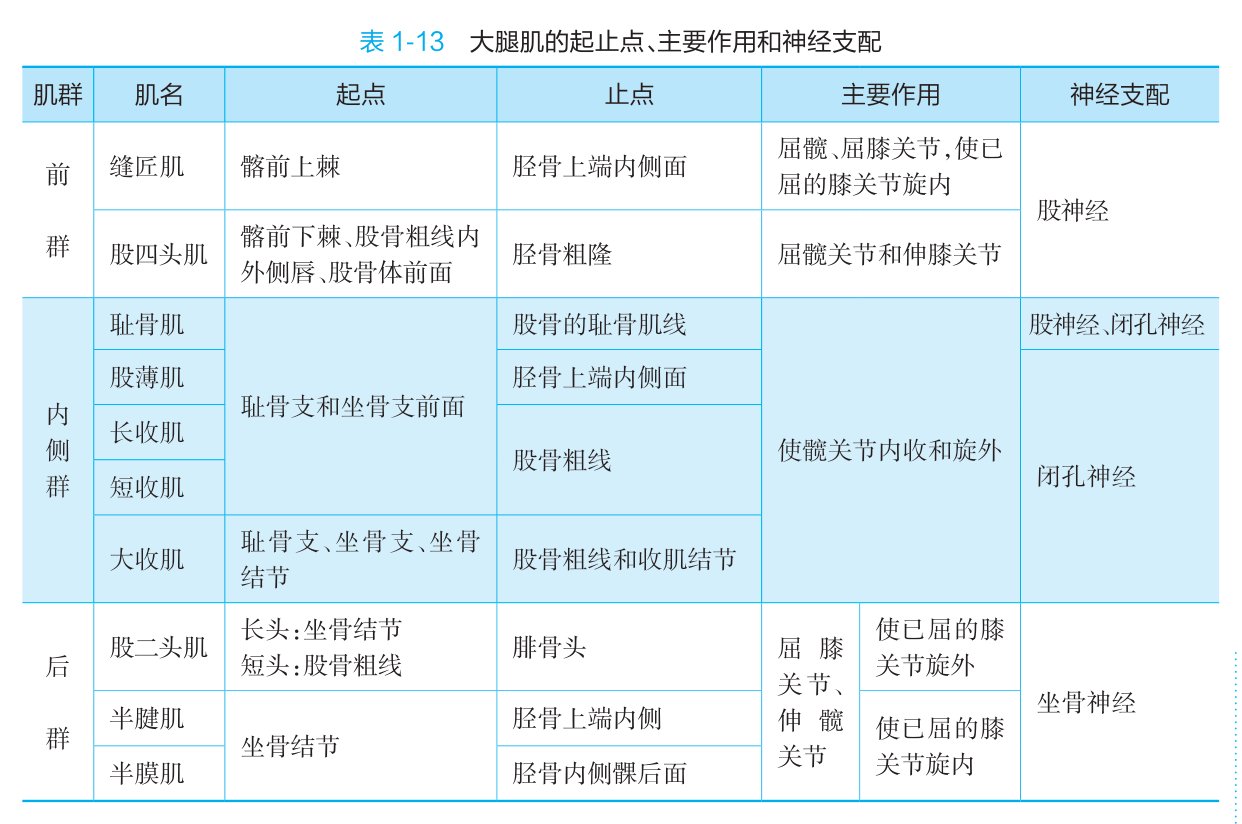 表 1-13 大腿肌的起止点、主要作用和神经支配
肌群 肌名 起点 止点 主要作用 神经支配
前群
缝匠肌 髂前上棘 胫骨上端内侧面 屈髋、屈膝关节,使已
屈的膝关节旋内
股神经
股四头肌 髂前下棘、股骨粗线内
外侧唇、股骨体前面
胫骨粗隆 屈髋关节和伸膝关节
内侧群
耻骨肌 耻骨支和坐骨支前面 股骨的耻骨肌线 使髋关节内收和旋外 股神经、闭孔神经
股薄肌 胫骨上端内侧面 闭孔神经
长收肌 股骨粗线
短收肌
大收肌 耻骨支、坐骨支、坐骨
结节
股骨粗线和收肌结节
后群
股二头肌 长头:坐骨结节
短头:股骨粗线
腓骨头
屈膝
关节、
伸髋
关节
使已屈的膝
关节旋外
坐骨神经
半腱肌 坐骨结节 胫骨上端内侧 使已屈的膝
关节旋内
半膜肌 胫骨内侧髁后面